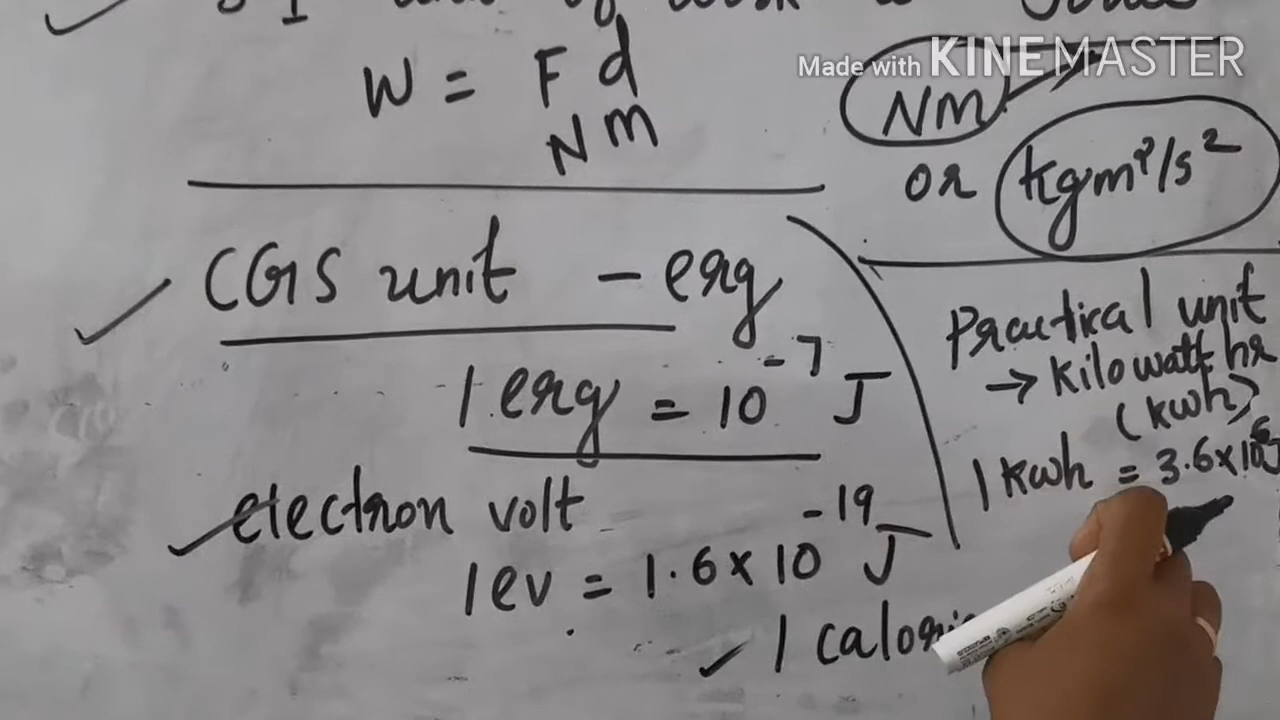 Made with KINEMASTER
W = F d
N m
Nm
or kgm²/s²
CGS unit - erg
1 erg = 10⁻⁷ J
electron volt
1 ev = 1.6 x 10⁻¹⁹ J
1 calorie
Practical unit
→ kilowatt hr
(kwh)
1 kwh = 3.6 x 10⁶ J